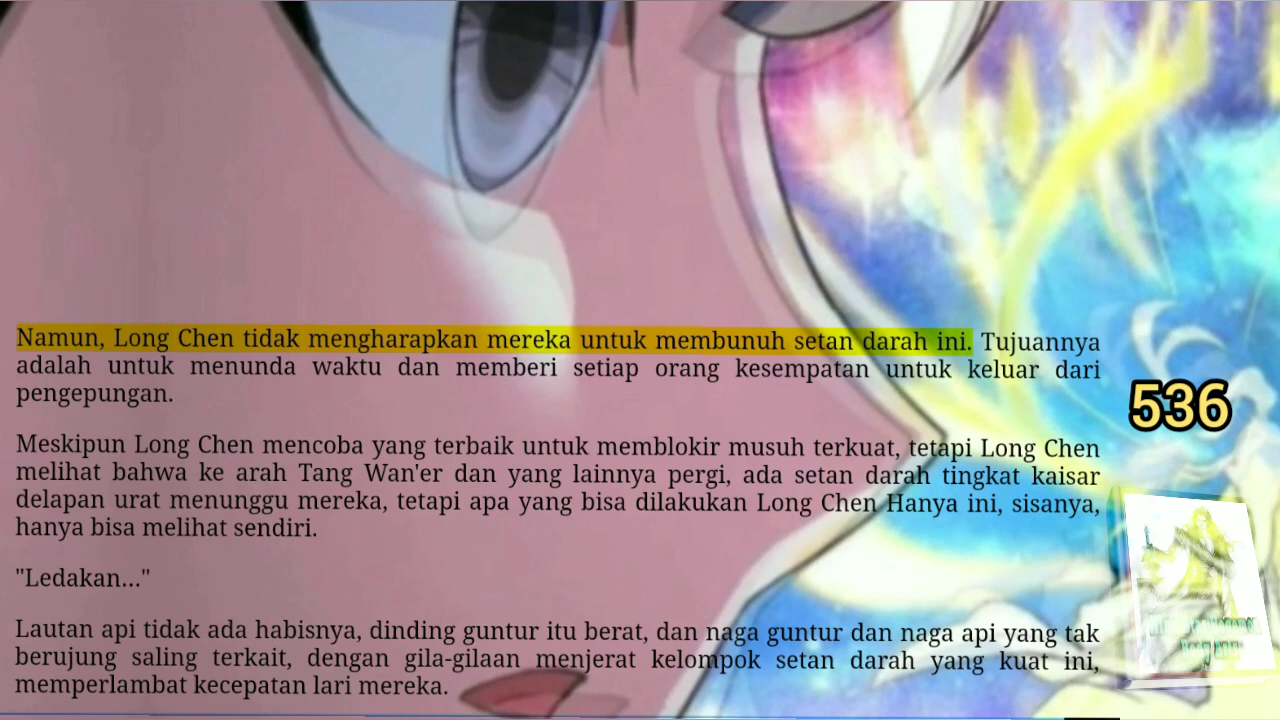 Namun, Long Chen tidak mengharapkan mereka untuk membunuh setan darah ini. Tujuannya
adalah untuk menunda waktu dan memberi setiap orang kesempatan untuk keluar dari
pengepungan.
Meskipun Long Chen mencoba yang terbaik untuk memblokir musuh terkuat, tetapi Long Chen
melihat bahwa ke arah Tang Wan'er dan yang lainnya pergi, ada setan darah tingkat kaisar
delapan urat menunggu mereka, tetapi apa yang bisa dilakukan Long Chen Hanya ini, sisanya,
hanya bisa melihat sendiri.
"Ledakan..."
Lautan api tidak ada habisnya, dinding guntur itu berat, dan naga guntur dan naga api yang tak
berujung saling terkait, dengan gila-gilaan menjerat kelompok setan darah yang kuat ini,
memperlambat kecepatan lari mereka.
536